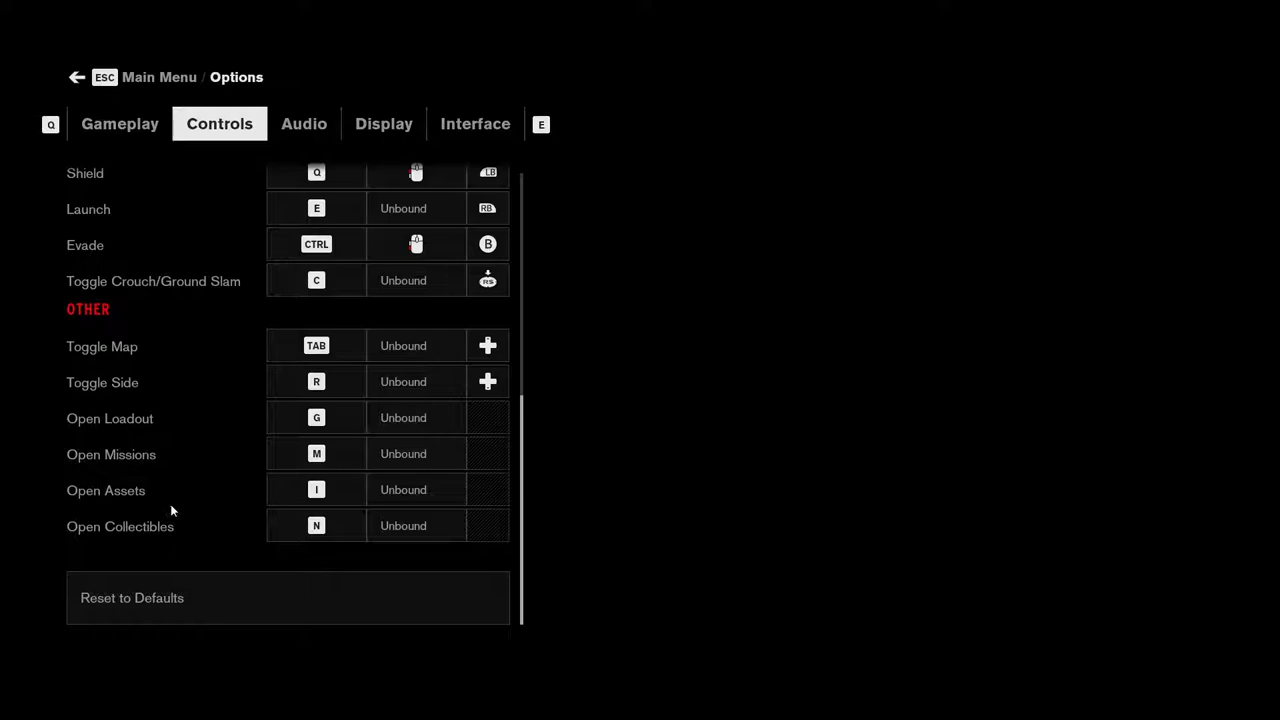 ESC Main Menu / Options
Q Gameplay Controls Audio Display Interface E
Shield Q LB
Launch E Unbound RB
Evade CTRL B
Toggle Crouch/Ground Slam C Unbound RS
OTHER
Toggle Map TAB Unbound
Toggle Side R Unbound
Open Loadout G Unbound
Open Missions M Unbound
Open Assets I Unbound
Open Collectibles N Unbound
Reset to Defaults